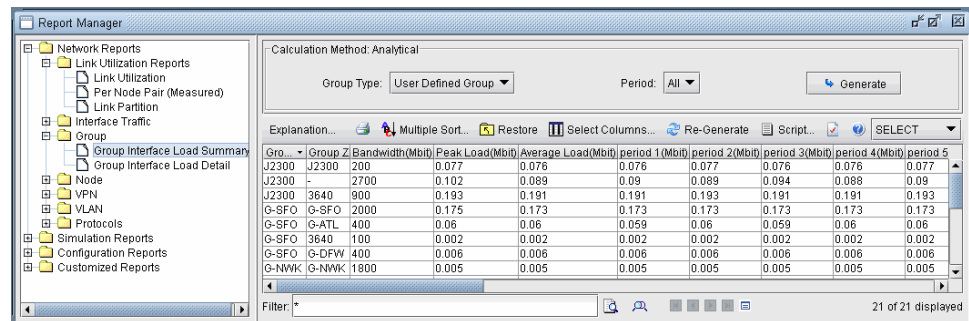 Report Manager
Network Reports
Link Utilization Reports
Link Utilization
Per Node Pair (Measured)
Link Partition
Interface Traffic
Group
Group Interface Load Summary
Group Interface Load Detail
Node
VPN
VLAN
Protocols
Simulation Reports
Configuration Reports
Customized Reports
Calculation Method: Analytical
Group Type: User Defined Group Period: All Generate
Explanation... Multiple Sort... Restore Select Columns... Re-Generate Script... SELECT
Gro... Group Z Bandwidth(Mbit) Peak Load(Mbit) Average Load(Mbit) period 1(Mbit) period 2(Mbit) period 3(Mbit) period 4(Mbit) period 5
J2300 J2300 200 0.077 0.076 0.076 0.077 0.076 0.076 0.077
J2300 - 2700 0.102 0.089 0.09 0.089 0.094 0.088 0.09
J2300 3640 900 0.193 0.191 0.191 0.193 0.191 0.191 0.193
G-SFO G-SFO 2000 0.175 0.173 0.173 0.173 0.173 0.173 0.173
G-SFO G-ATL 400 0.06 0.06 0.059 0.06 0.059 0.06 0.06
G-SFO 3640 100 0.002 0.002 0.002 0.002 0.002 0.002 0.002
G-SFO G-DFW 400 0.006 0.006 0.006 0.006 0.006 0.006 0.006
G-NWK G-NWK 1800 0.005 0.005 0.005 0.005 0.005 0.005 0.005
Filter: * 21 of 21 displayed